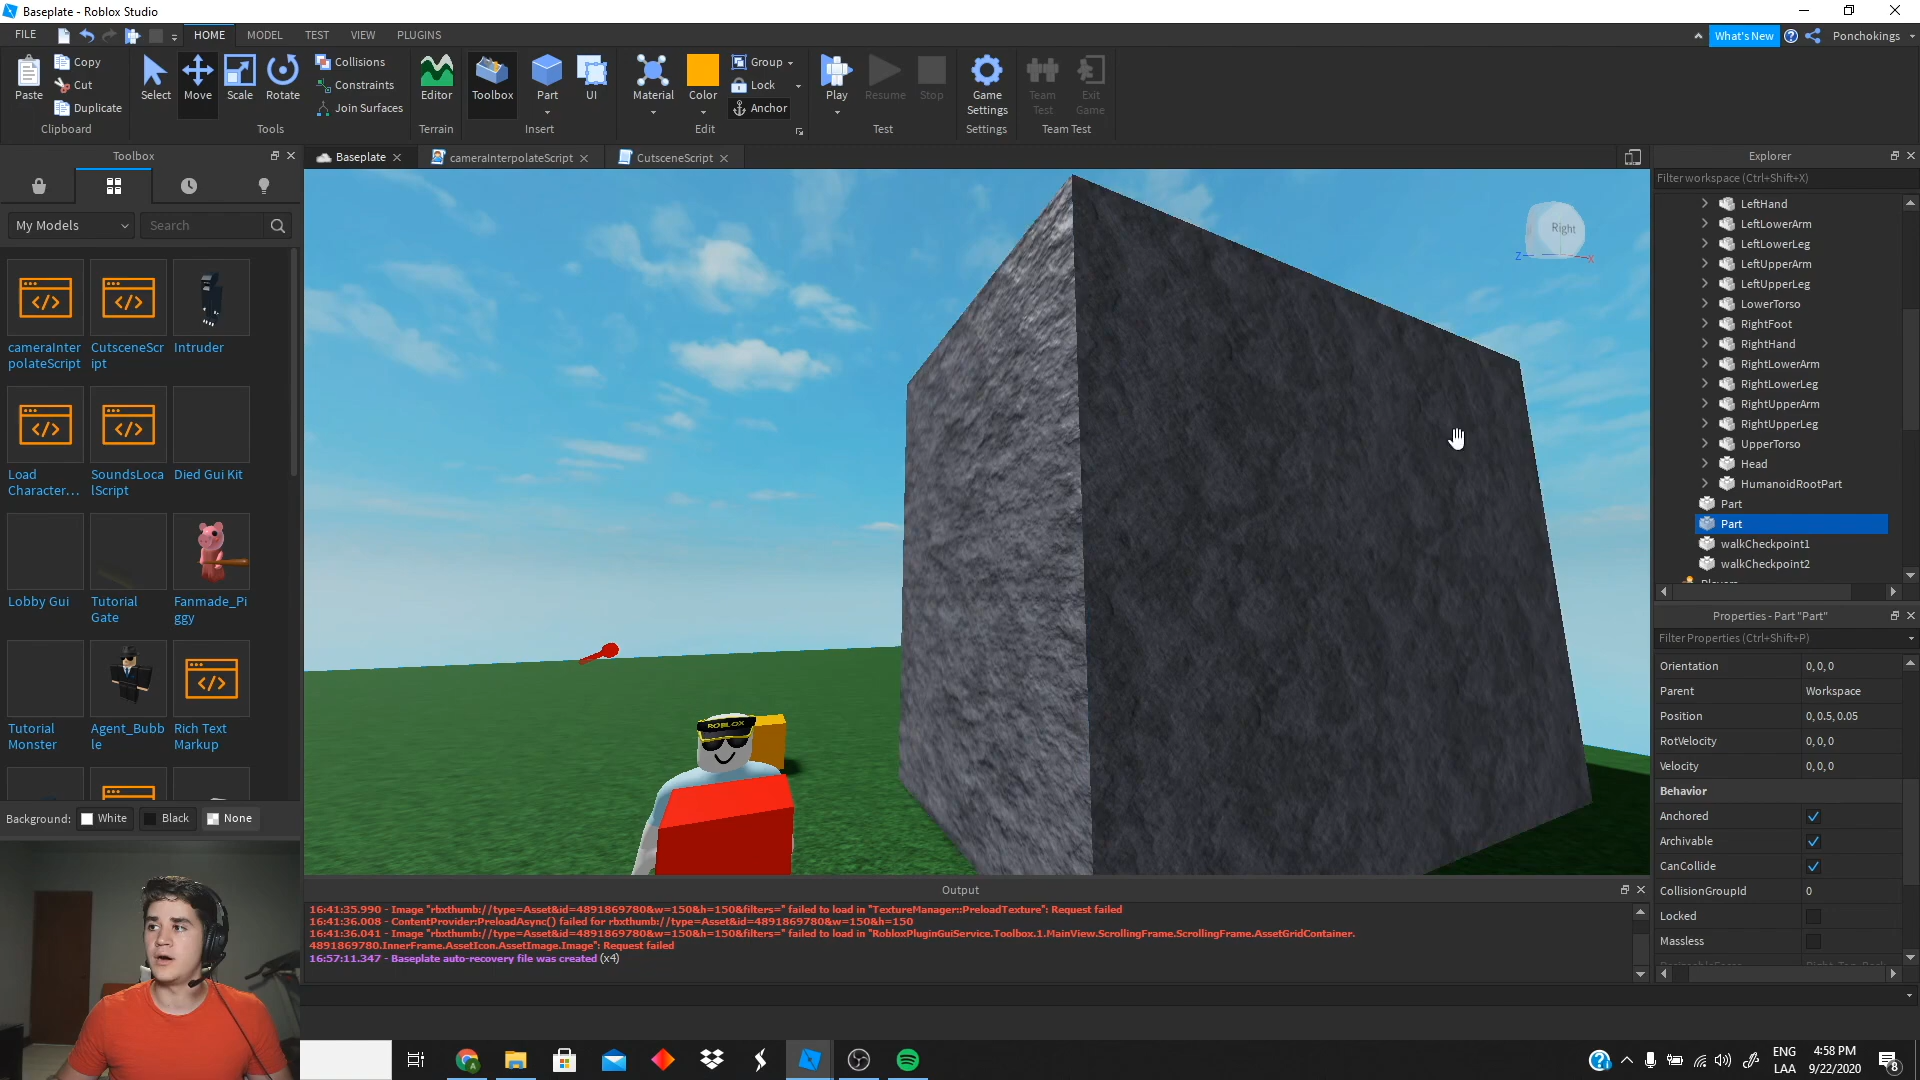 Baseplate - Roblox Studio
FILE
HOME
MODEL
TEST
VIEW
PLUGINS
What's New
Ponchokings
Paste
Copy
Cut
Duplicate
Clipboard
Select
Move
Scale
Rotate
Collisions
Constraints
Join Surfaces
Tools
Editor
Terrain
Toolbox
Part
UI
Insert
Material
Color
Group
Lock
Anchor
Edit
Play
Resume
Stop
Test
Game
Settings
Settings
Team
Test
Exit
Game
Team Test
Toolbox
My Models
Search
cameraInter
polateScript
CutsceneScr
ipt
Intruder
Load
Character...
SoundsLoca
lScript
Died Gui Kit
Lobby Gui
Tutorial
Gate
Fanmade_Pi
ggy
Tutorial
Monster
Agent_Bubb
le
Rich Text
Markup
Background:
White
Black
None
Baseplate
cameraInterpolateScript
CutsceneScript
Right
Z
X
ROBLOX
Output
16:41:35.990 - Image "rbxthumb://type=Asset&id=4891869780&w=150&h=150&filters=" failed to load in "TextureManager::PreloadTexture": Request failed
16:41:36.008 - ContentProvider:PreloadAsync() failed for rbxthumb://type=Asset&id=4891869780&w=150&h=150
16:41:36.041 - Image "rbxthumb://type=Asset&id=4891869780&w=150&h=150&filters=" failed to load in "RobloxPluginGuiService.Toolbox.1.MainView.ScrollingFrame.ScrollingFrame.AssetGridContainer.
4891869780.InnerFrame.AssetIcon.AssetImage.Image": Request failed
16:57:11.347 - Baseplate auto-recovery file was created (x4)
Explorer
Filter workspace (Ctrl+Shift+X)
LeftHand
LeftLowerArm
LeftLowerLeg
LeftUpperArm
LeftUpperLeg
LowerTorso
RightFoot
RightHand
RightLowerArm
RightLowerLeg
RightUpperArm
RightUpperLeg
UpperTorso
Head
HumanoidRootPart
Part
Part
walkCheckpoint1
walkCheckpoint2
Players
Properties - Part "Part"
Filter Properties (Ctrl+Shift+P)
Orientation 0, 0, 0
Parent Workspace
Position 0, 0.5, 0.05
RotVelocity 0, 0, 0
Velocity 0, 0, 0
Behavior
Anchored
Archivable
CanCollide
CollisionGroupId 0
Locked
Massless
ENG
LAA
4:58 PM
9/22/2020
8